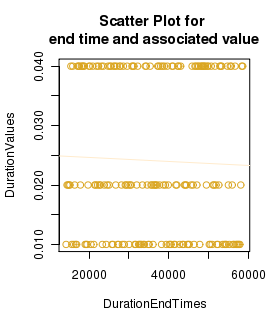 Scatter Plot for
end time and associated value
0.040
0.030
0.020
0.010
DurationValues
20000 40000 60000
DurationEndTimes